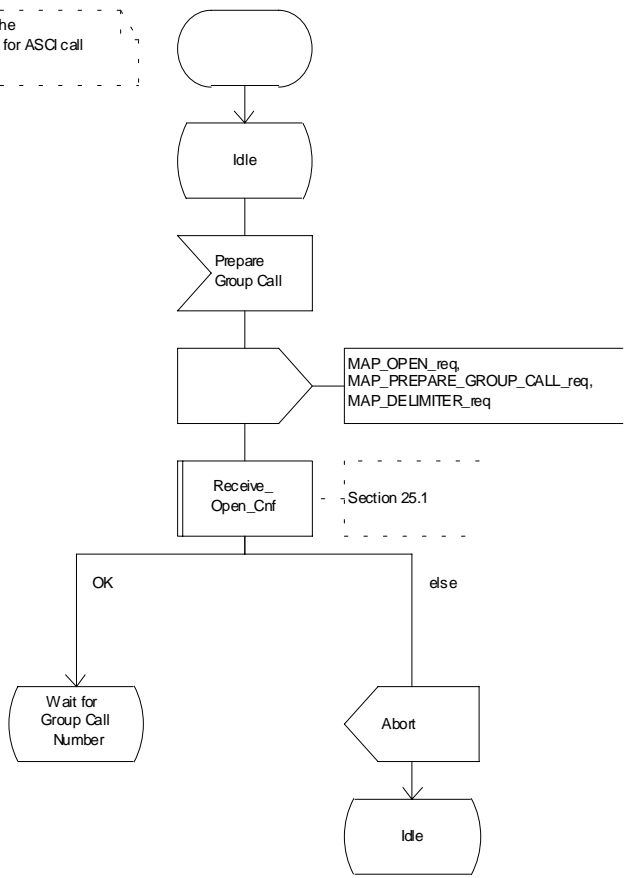 he
for ASCI call
Idle
Prepare
Group Call
MAP_OPEN_req,
MAP_PREPARE_GROUP_CALL_req,
MAP_DELIMITER_req
Receive_
Open_Cnf
Section 25.1
OK
else
Wait for
Group Call
Number
Abort
Idle